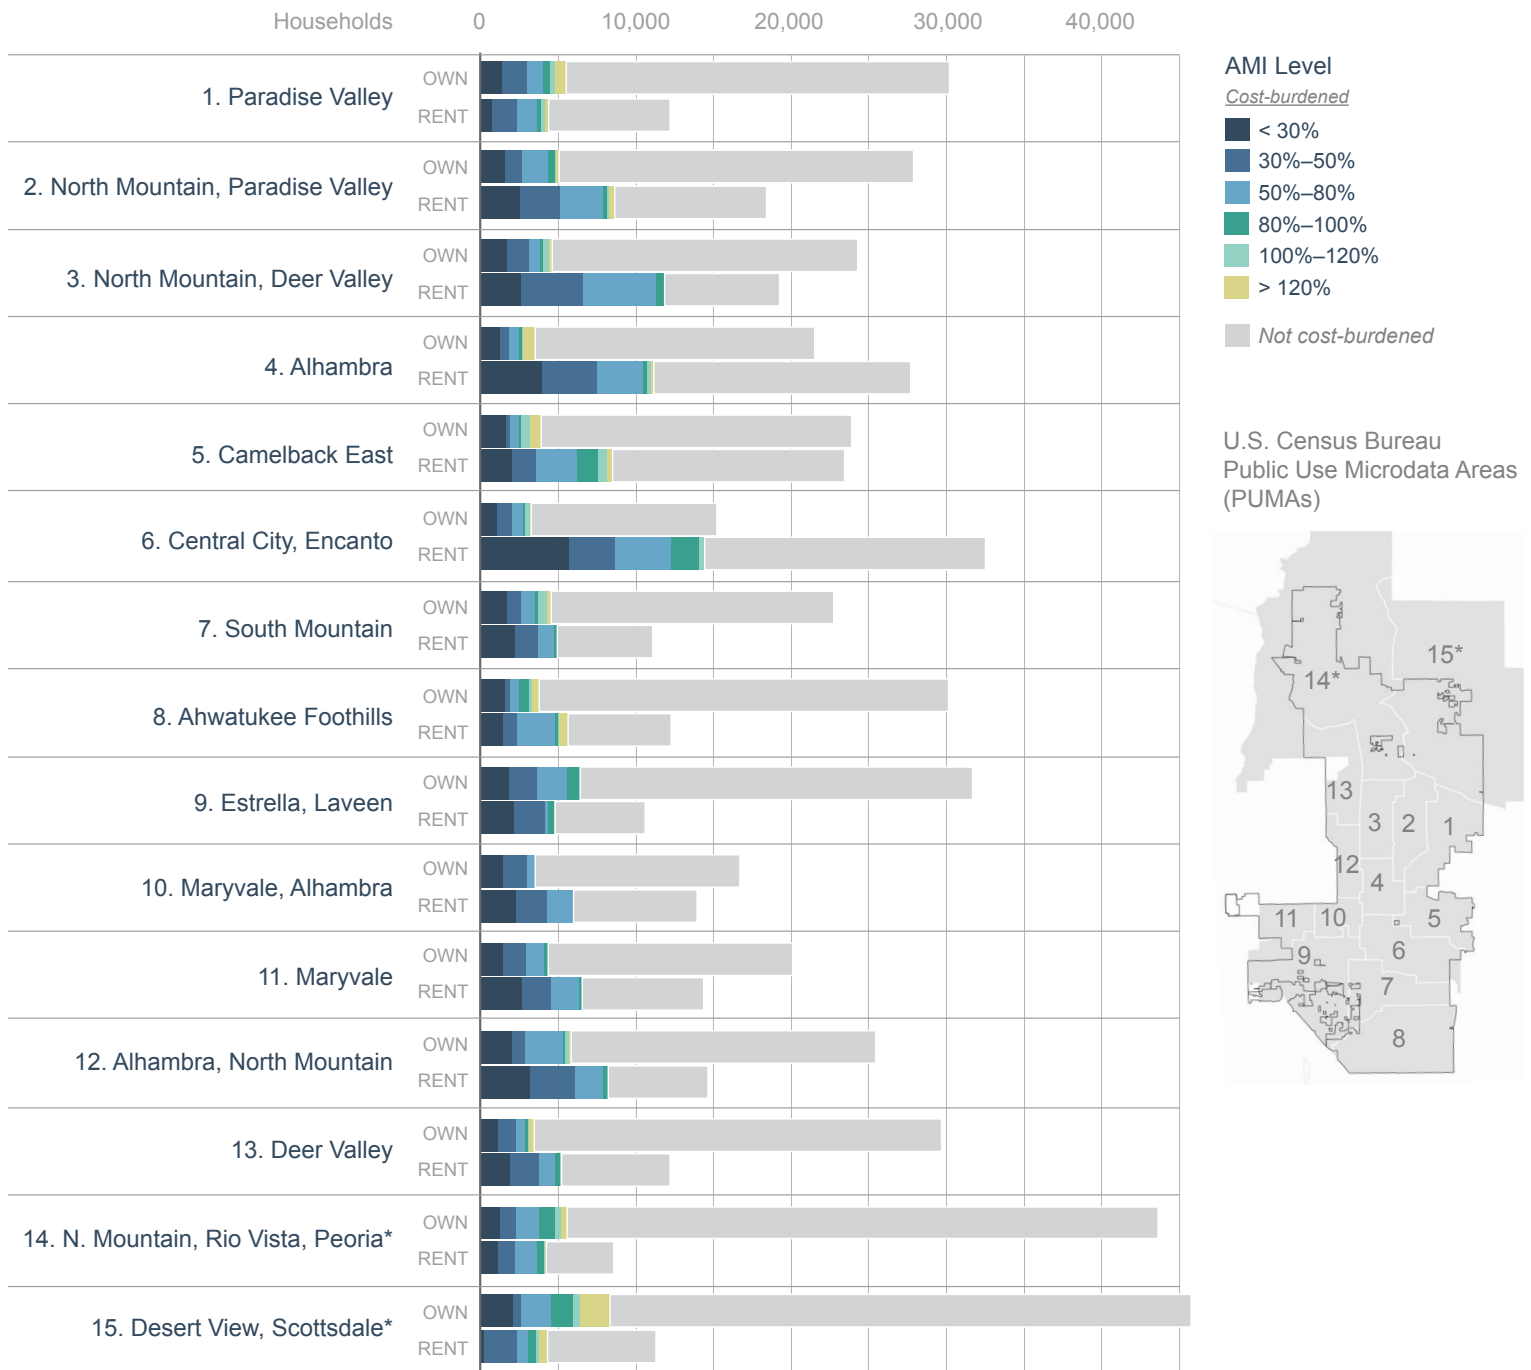 Households 0 10,000 20,000 30,000 40,000
1. Paradise Valley
OWN
RENT
2. North Mountain, Paradise Valley
OWN
RENT
3. North Mountain, Deer Valley
OWN
RENT
4. Alhambra
OWN
RENT
5. Camelback East
OWN
RENT
6. Central City, Encanto
OWN
RENT
7. South Mountain
OWN
RENT
8. Ahwatukee Foothills
OWN
RENT
9. Estrella, Laveen
OWN
RENT
10. Maryvale, Alhambra
OWN
RENT
11. Maryvale
OWN
RENT
12. Alhambra, North Mountain
OWN
RENT
13. Deer Valley
OWN
RENT
14. N. Mountain, Rio Vista, Peoria*
OWN
RENT
15. Desert View, Scottsdale*
OWN
RENT
AMI Level
Cost-burdened
< 30%
30%–50%
50%–80%
80%–100%
100%–120%
> 120%
Not cost-burdened
U.S. Census Bureau
Public Use Microdata Areas
(PUMAs)
15*
14*
13
3 2 1
12
4
11 10 5
9 6
7
8